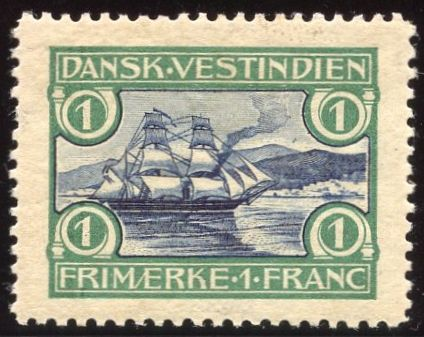 DANSK·VESTINDIEN
1 1
1 1
FRIMÆRKE·1·FRANC